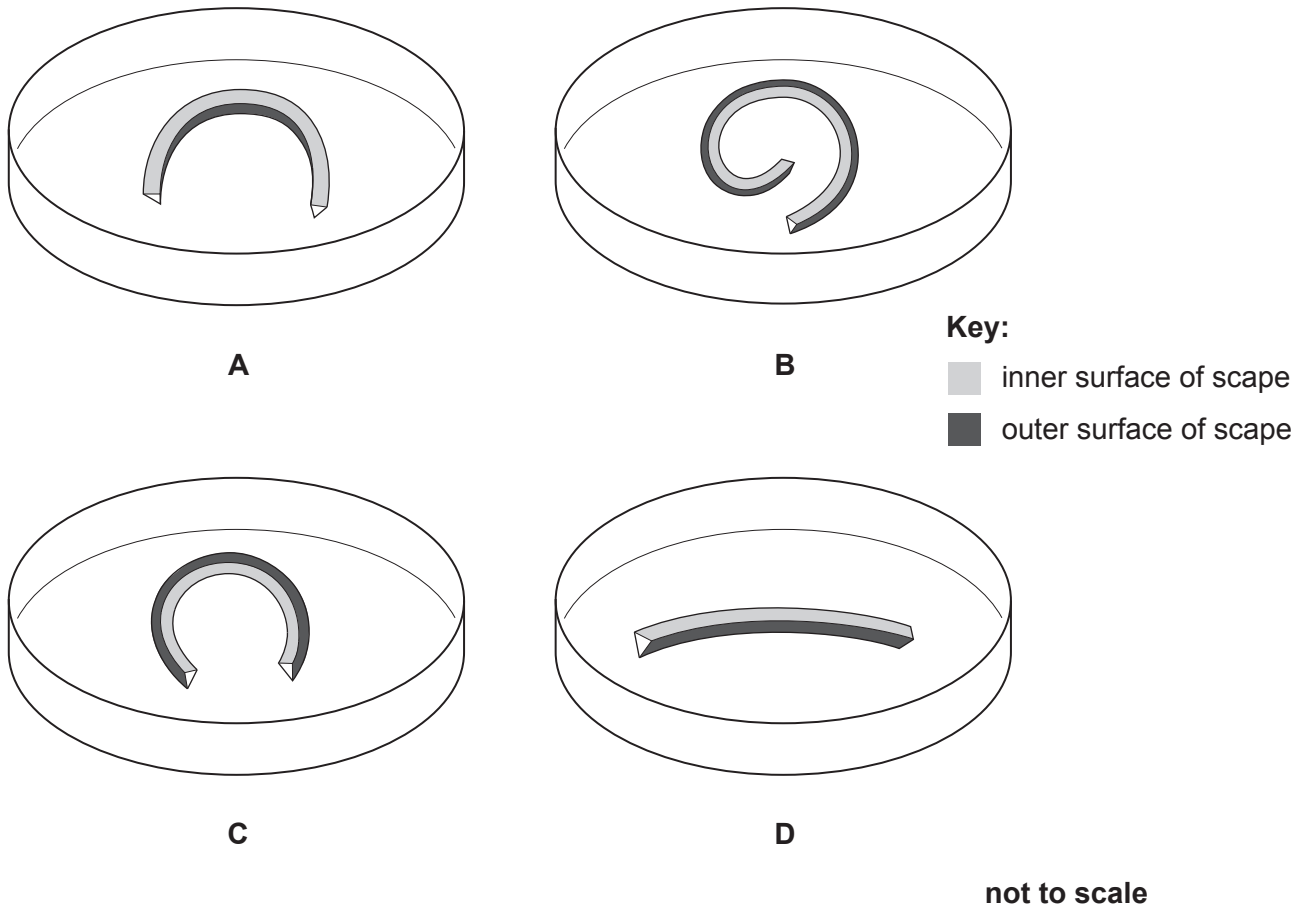 A
B
Key:
inner surface of scape
outer surface of scape
C
D
not to scale